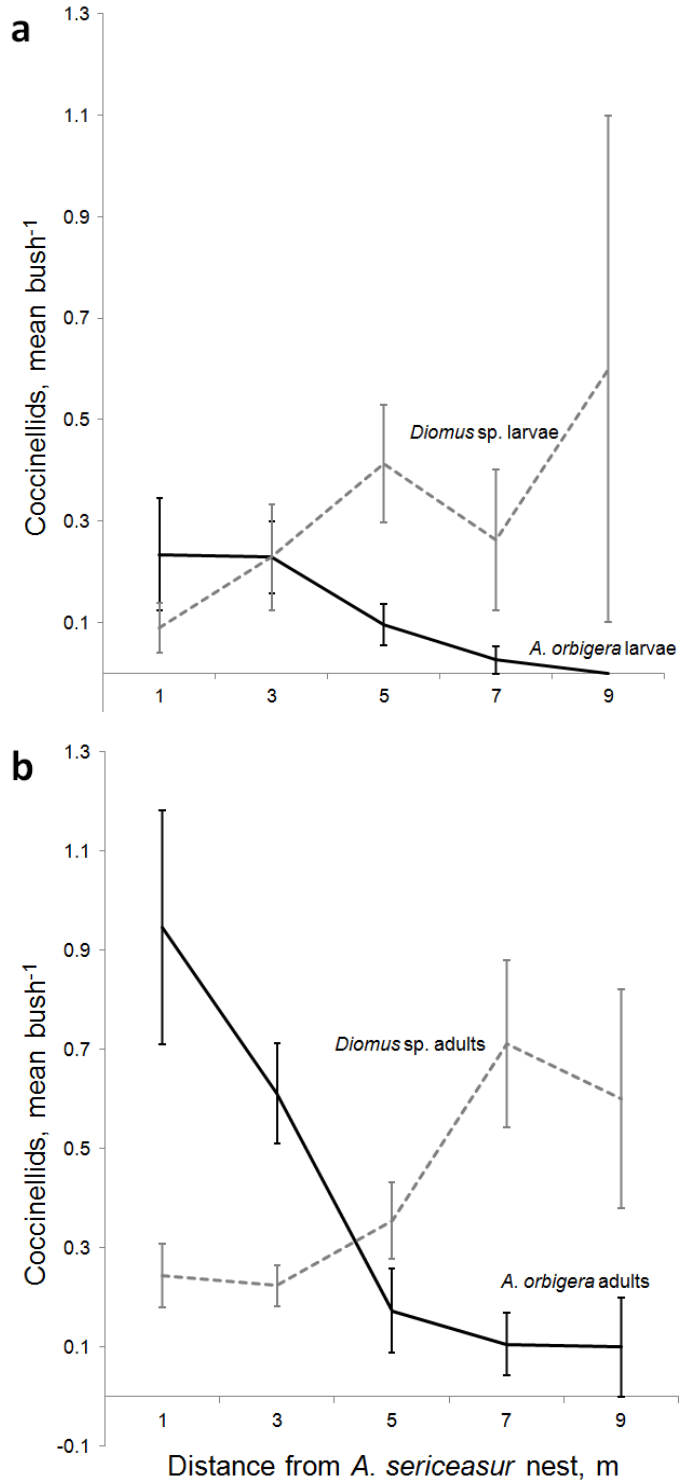 a
Coccinellids, mean bush-1
1.3
1.1
0.9
0.7
0.5
0.3
0.1
Diomus sp. larvae
A. orbigera larvae
1 3 5 7 9
b
Coccinellids, mean bush-1
1.3
1.1
0.9
0.7
0.5
0.3
0.1
-0.1
Diomus sp. adults
A. orbigera adults
1 3 5 7 9
Distance from A. sericeasur nest, m